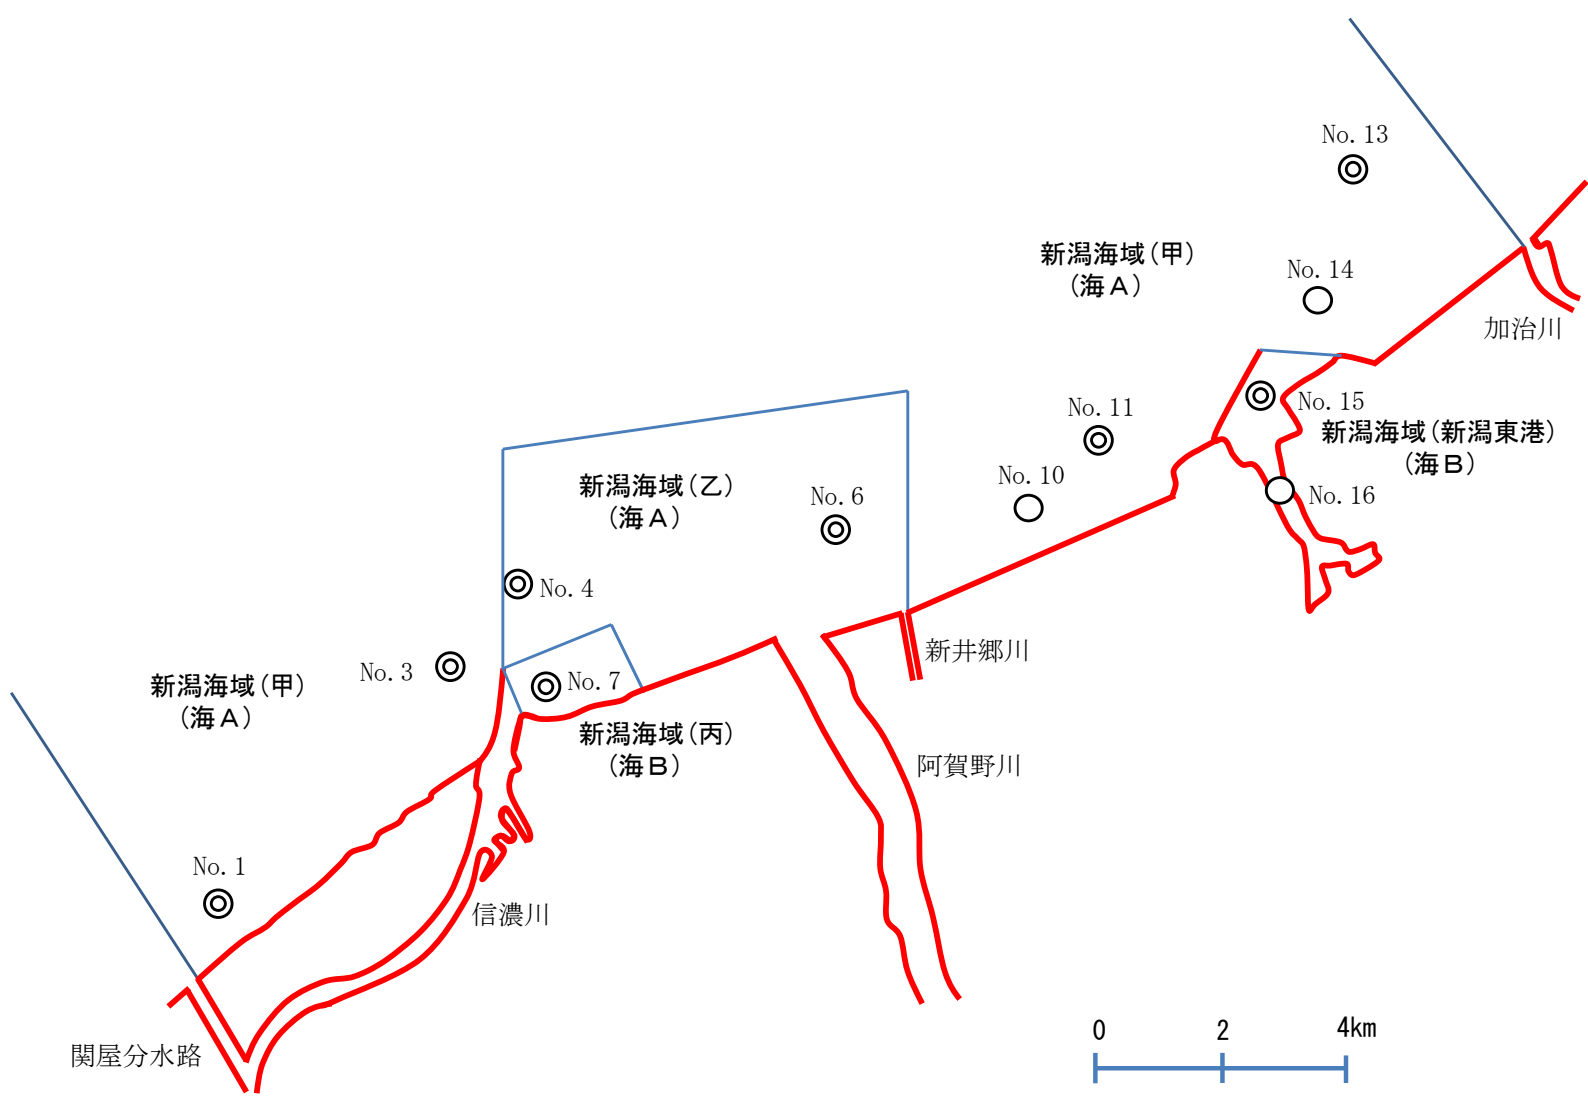 No. 13
新潟海域(甲)
(海A)
No. 14
加治川
No. 15
No. 11
新潟海域(新潟東港)
(海B)
No. 10
No. 16
新潟海域(乙)
(海A)
No. 6
No. 4
新井郷川
No. 3
No. 7
新潟海域(甲)
(海A)
新潟海域(丙)
(海B)
阿賀野川
No. 1
信濃川
関屋分水路
0 2 4km